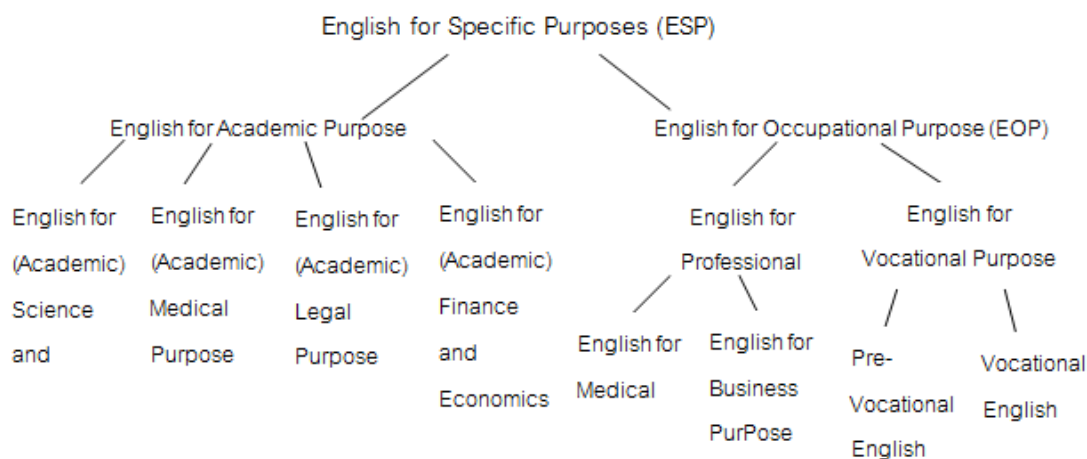 English for Specific Purposes (ESP)
English for Academic Purpose
English for Occupational Purpose (EOP)
English for
(Academic)
Science
and
English for
(Academic)
Medical
Purpose
English for
(Academic)
Legal
Purpose
English for
(Academic)
Finance
and
Economics
English for
Professional
English for
Vocational Purpose
English for
Medical
English for
Business
PurPose
Pre-
Vocational
English
Vocational
English